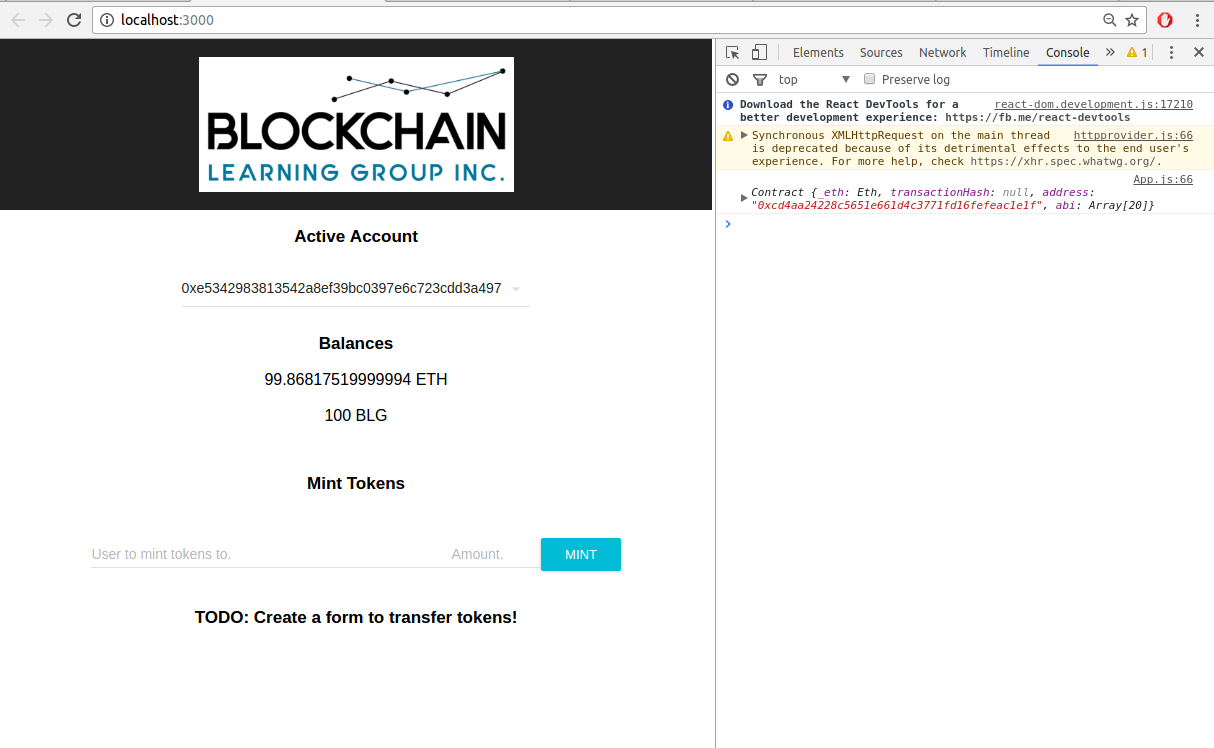 localhost:3000
BLOCKCHAIN
LEARNING GROUP INC.
Active Account
0xe5342983813542a8ef39bc0397e6c723cdd3a497
Balances
99.86817519999994 ETH
100 BLG
Mint Tokens
User to mint tokens to. Amount. MINT
TODO: Create a form to transfer tokens!
Elements Sources Network Timeline Console » 1
top Preserve log
Download the React DevTools for a react-dom.development.js:17210
better development experience: https://fb.me/react-devtools
Synchronous XMLHttpRequest on the main thread httpprovider.js:66
is deprecated because of its detrimental effects to the end user's
experience. For more help, check https://xhr.spec.whatwg.org/.
App.js:66
Contract {_eth: Eth, transactionHash: null, address:
"0xcd4aa24228c5651e661d4c3771fd16fefeac1e1f", abi: Array[20]}